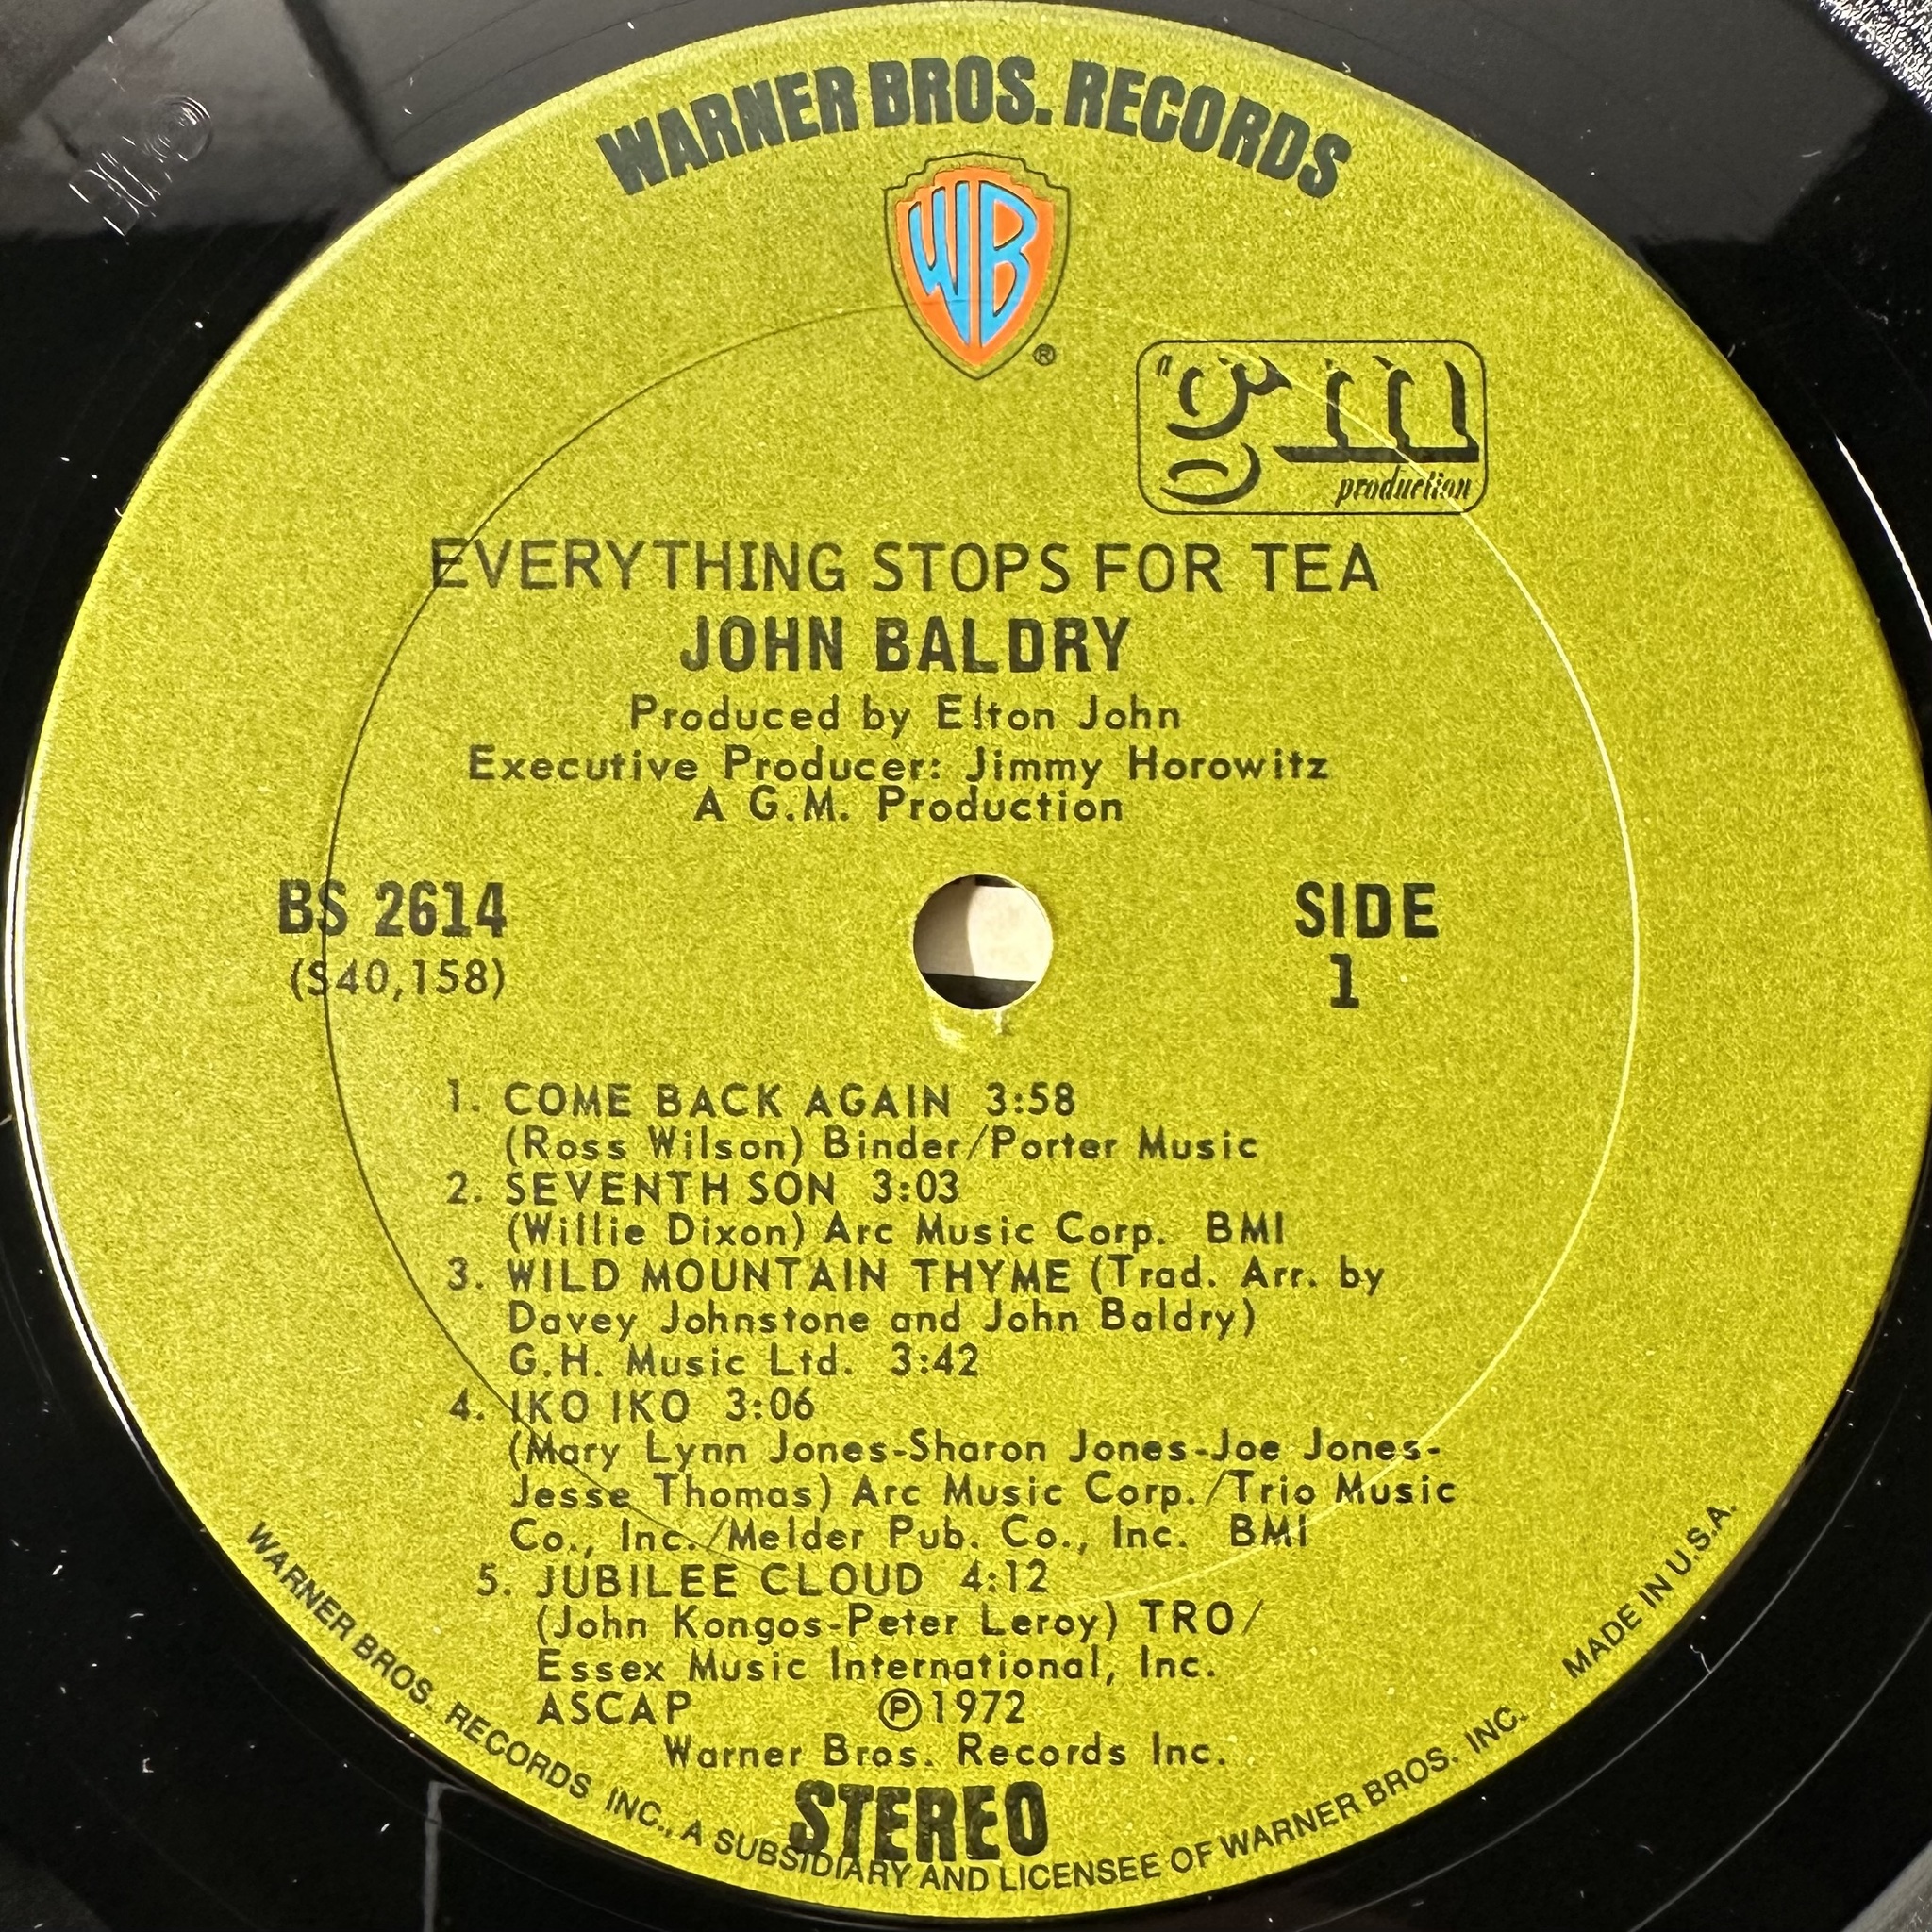 WARNER BROS. RECORDS
WB
®
"gm
production
EVERYTHING STOPS FOR TEA
JOHN BALDRY
Produced by Elton John
Executive Producer: Jimmy Horowitz
A G.M. Production
BS 2614
(S40,158)
SIDE
1
1. COME BACK AGAIN 3:58
(Ross Wilson) Binder/Porter Music
2. SEVENTH SON 3:03
(Willie Dixon) Arc Music Corp. BMI
3. WILD MOUNTAIN THYME (Trad. Arr. by
Davey Johnstone and John Baldry)
G.H. Music Ltd. 3:42
4. IKO IKO 3:06
(Mary Lynn Jones-Sharon Jones-Joe Jones-
Jesse Thomas) Arc Music Corp./Trio Music
Co., Inc./Melder Pub. Co., Inc. BMI
5. JUBILEE CLOUD 4:12
(John Kongos-Peter Leroy) TRO/
Essex Music International, Inc.
ASCAP ℗1972
Warner Bros. Records Inc.
STEREO
WARNER BROS. RECORDS INC., A SUBSIDIARY AND LICENSEE OF WARNER BROS. INC. MADE IN U.S.A.